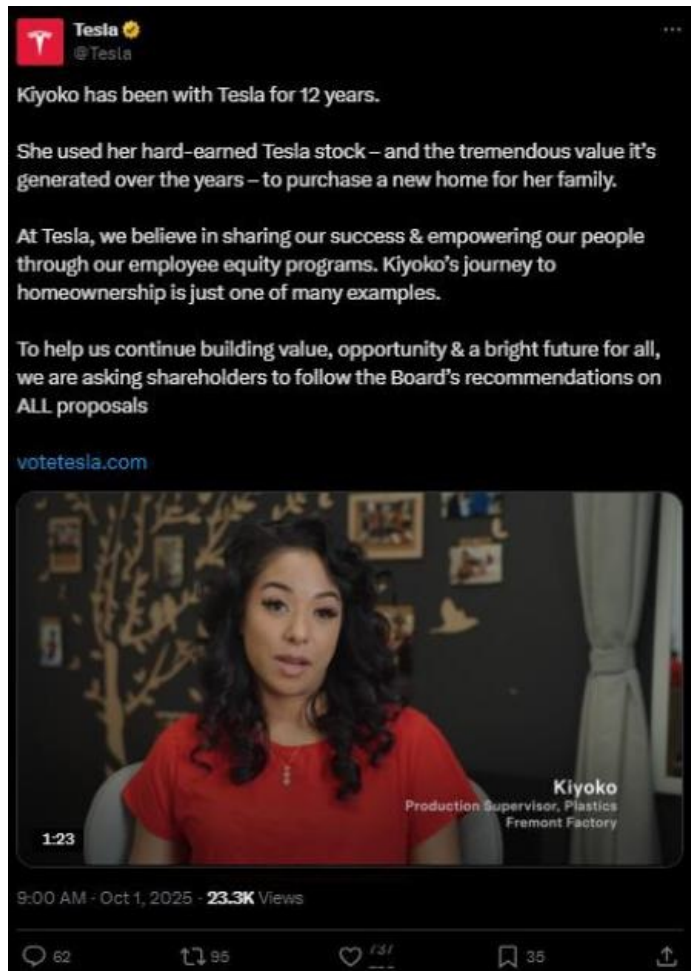 Tesla
@Tesla
Kiyoko has been with Tesla for 12 years.
She used her hard-earned Tesla stock – and the tremendous value it's
generated over the years – to purchase a new home for her family.
At Tesla, we believe in sharing our success & empowering our people
through our employee equity programs. Kiyoko's journey to
homeownership is just one of many examples.
To help us continue building value, opportunity & a bright future for all,
we are asking shareholders to follow the Board's recommendations on
ALL proposals
votetesla.com
Kiyoko
Production Supervisor, Plastics
Fremont Factory
1:23
9:00 AM · Oct 1, 2025 · 23.3K Views
62 95 35